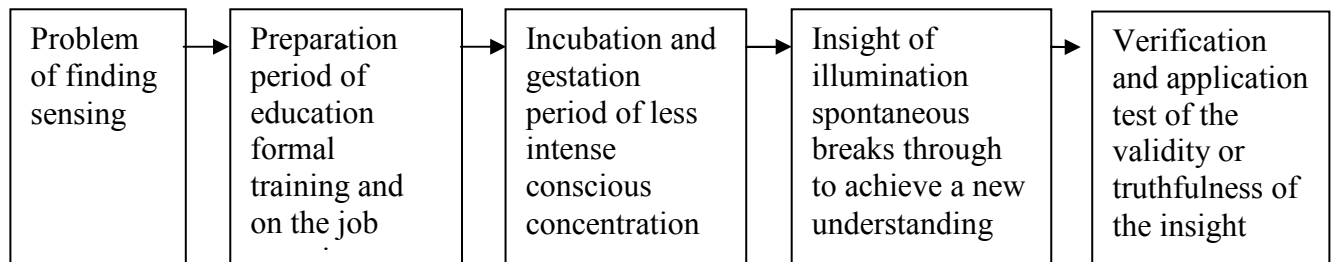 Problem
of finding
sensing
Preparation
period of
education
formal
training and
on the job
Incubation and
gestation
period of less
intense
conscious
concentration
Insight of
illumination
spontaneous
breaks through
to achieve a new
understanding
Verification
and application
test of the
validity or
truthfulness of
the insight